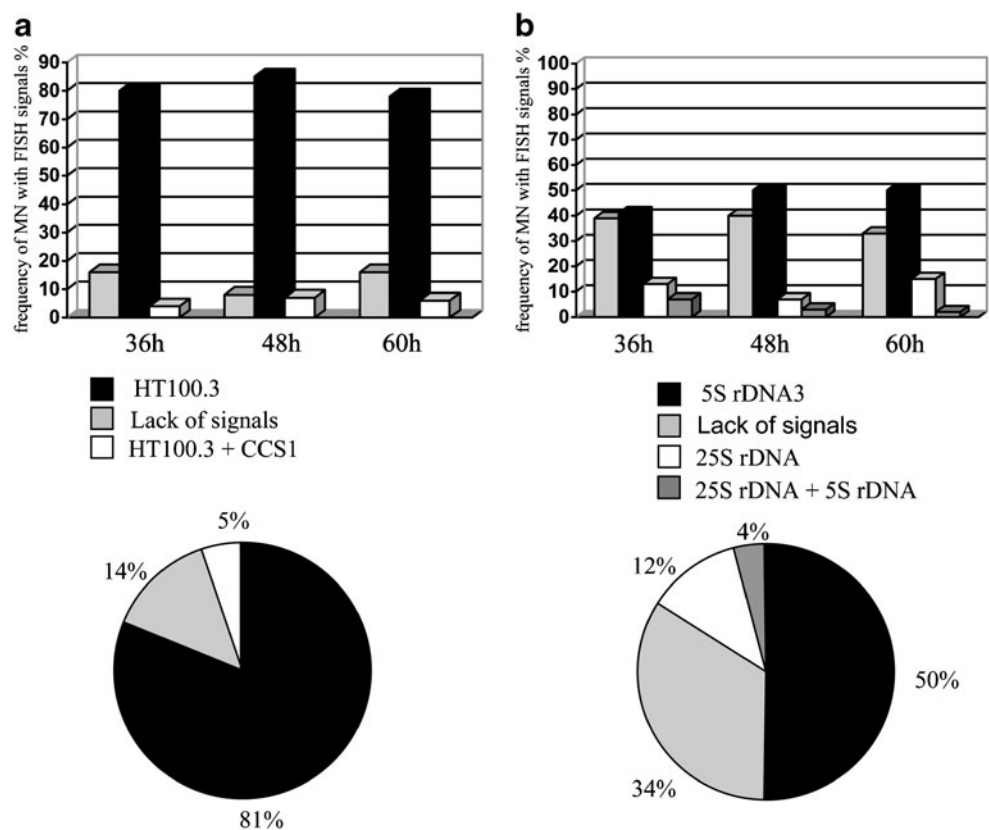 a
frequency of MN with FISH signals %
90
80
70
60
50
40
30
20
10
0
36h 48h 60h
HT100.3
Lack of signals
HT100.3 + CCS1
5%
14%
81%
b
frequency of MN with FISH signals %
100
90
80
70
60
50
40
30
20
10
0
36h 48h 60h
5S rDNA3
Lack of signals
25S rDNA
25S rDNA + 5S rDNA
4%
12%
50%
34%